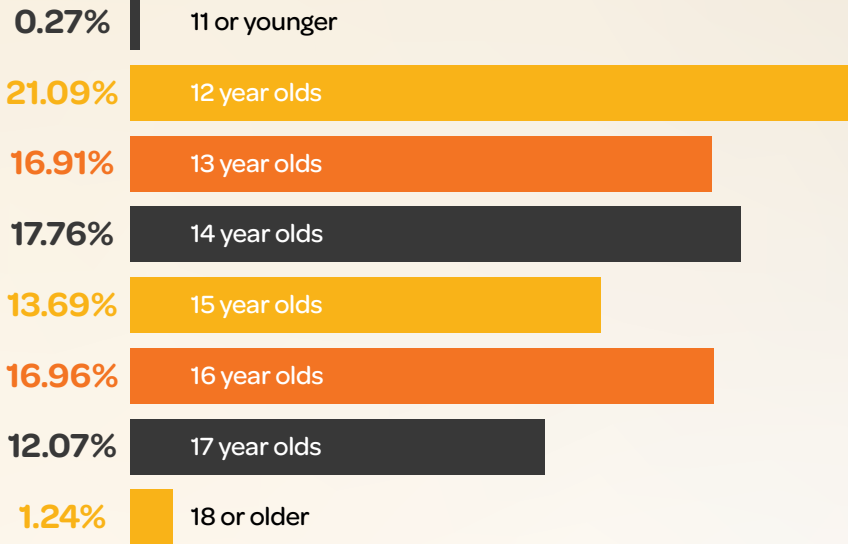 0.27% 11 or younger
21.09% 12 year olds
16.91% 13 year olds
17.76% 14 year olds
13.69% 15 year olds
16.96% 16 year olds
12.07% 17 year olds
1.24% 18 or older